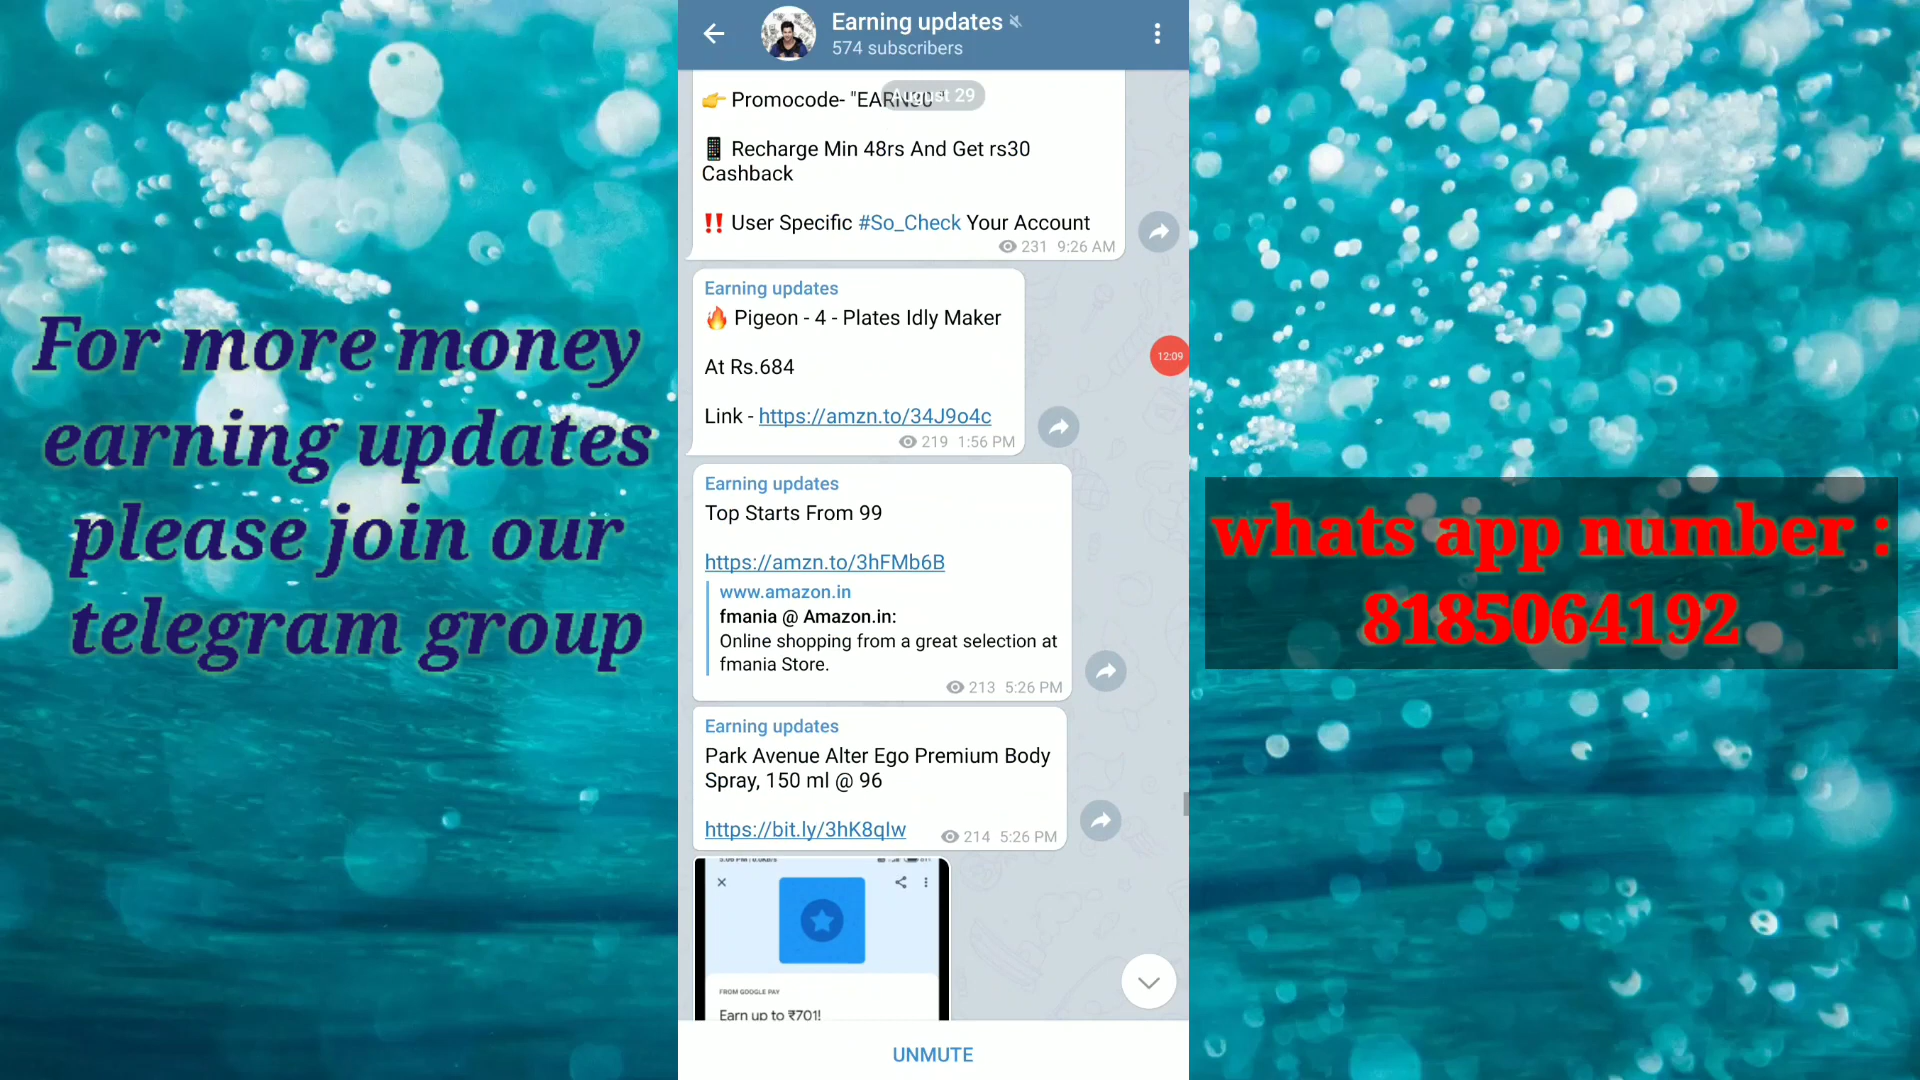 For more money
earning updates
please join our
telegram group
Earning updates
574 subscribers
August 29
👉 Promocode- "EARN30"
📱 Recharge Min 48rs And Get rs30
Cashback
‼️ User Specific #So_Check Your Account
231 9:26 AM
Earning updates
🔥 Pigeon - 4 - Plates Idly Maker
At Rs.684
Link - https://amzn.to/34J9o4c
219 1:56 PM
12:09
Earning updates
Top Starts From 99
https://amzn.to/3hFMb6B
www.amazon.in
fmania @ Amazon.in:
Online shopping from a great selection at
fmania Store.
213 5:26 PM
Earning updates
Park Avenue Alter Ego Premium Body
Spray, 150 ml @ 96
https://bit.ly/3hK8qIw
214 5:26 PM
FROM GOOGLE PAY
Earn up to ₹701!
UNMUTE
whats app number :
8185064192